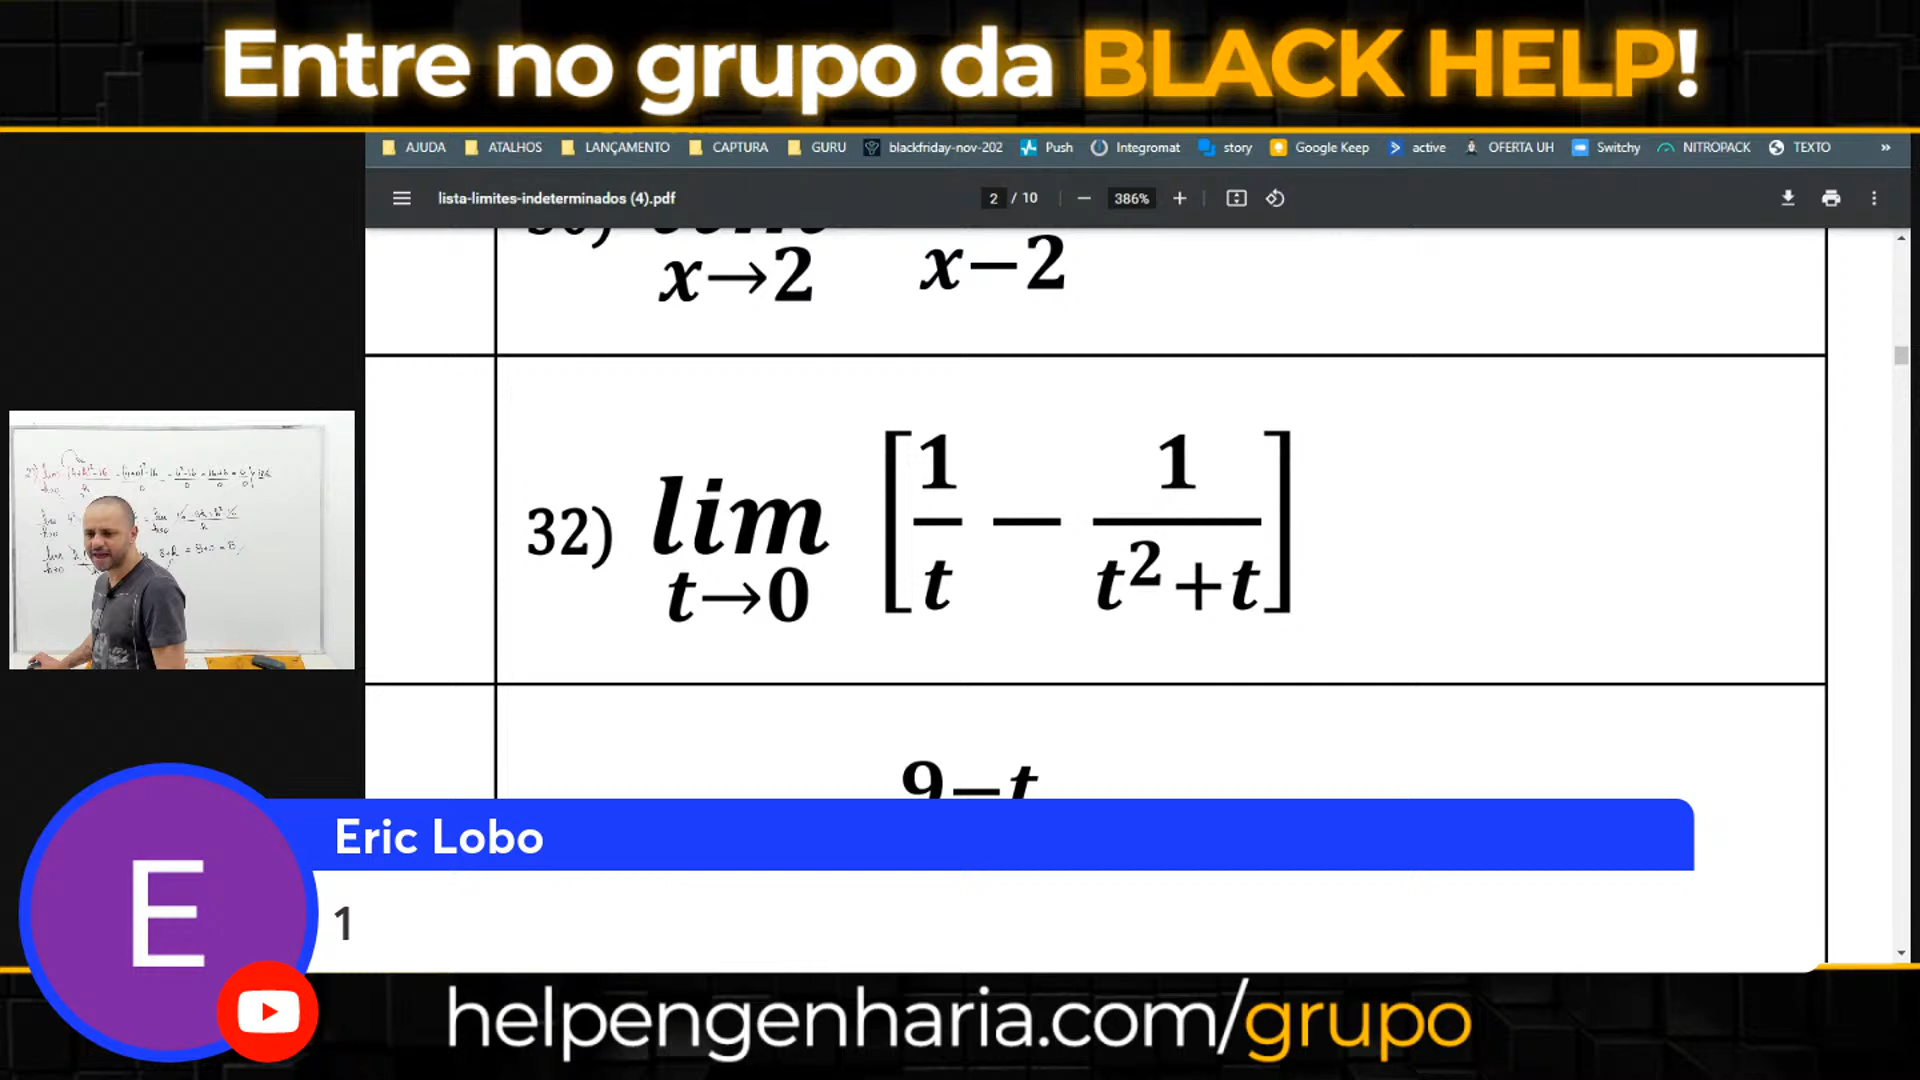 Entre no grupo da BLACK HELP!
AJUDA ATALHOS LANÇAMENTO CAPTURA GURU blackfriday-nov-202 Push Integromat story Google Keep active OFERTA UH Switchy NITROPACK TEXTO »
lista-limites-indeterminados (4).pdf 2 / 10 − 386% +
x→2 x−2
32) lim t→0 [1/t − 1/(t²+t)]
9−t
Eric Lobo
E
1
helpengenharia.com/grupo